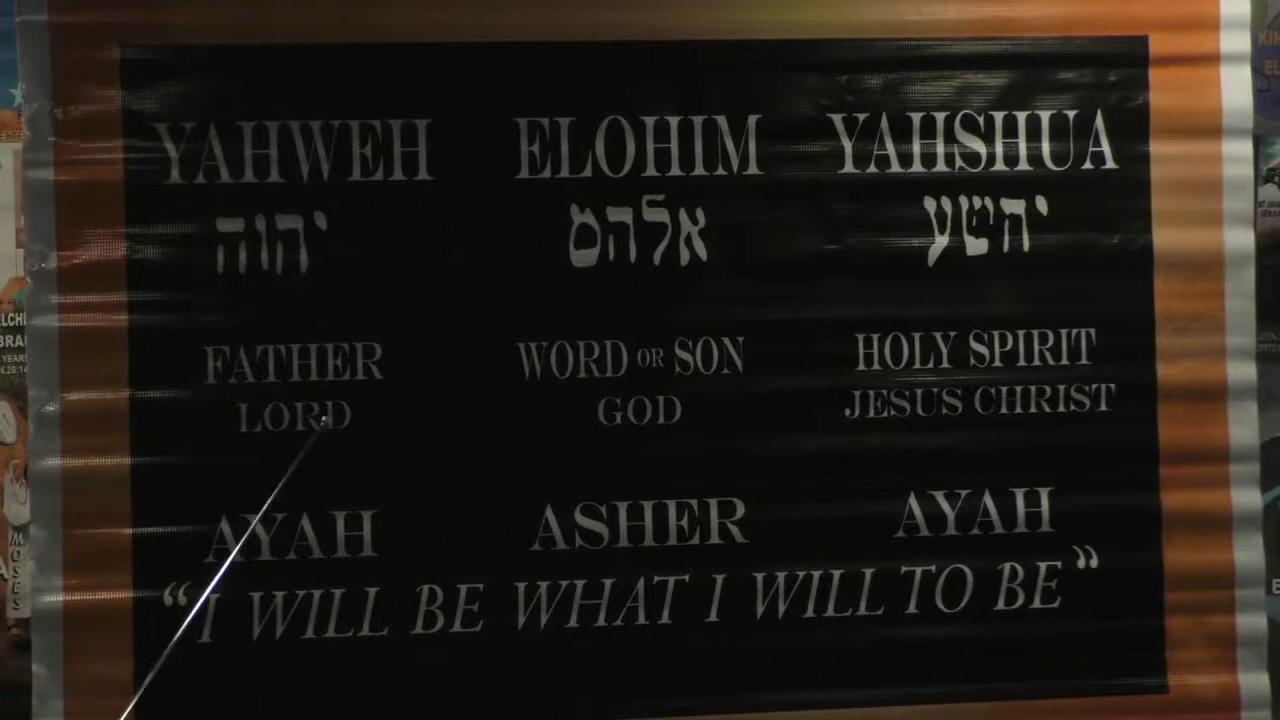 YAHWEH ELOHIM YAHSHUA
יהוה אלהם יהשע
FATHER WORD OR SON HOLY SPIRIT
LORD GOD JESUS CHRIST
AYAH ASHER AYAH
“I WILL BE WHAT I WILL TO BE”
MOSES